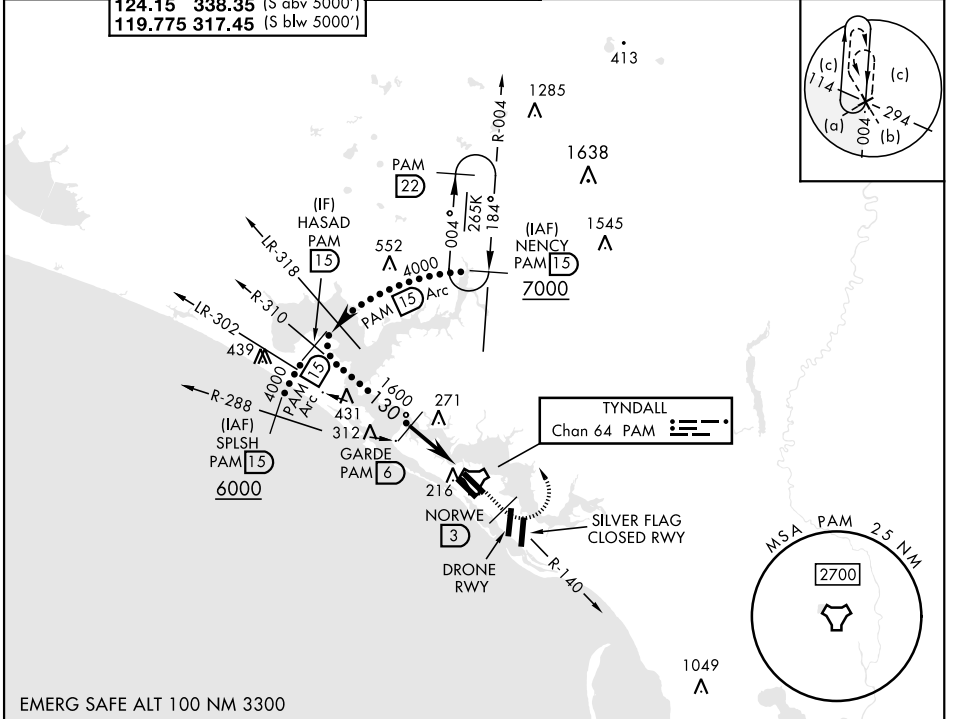 124.15 338.35 (S abv 5000')
119.775 317.45 (S blw 5000')
413
(c)
(c)
114
294
(a)
(b)
004
1285
R-004
1638
PAM
22
004°
265K
184°
1545
(IAF)
NENCY
PAM 15
7000
(IF)
HASAD
PAM
15
552
4000
PAM 15 Arc
LR-318
R-310
LR-302
439
R-288
4000
PAM 15
Arc
(IAF)
SPLSH
PAM 15
6000
1600
130°
431
312
271
GARDE
PAM 6
TYNDALL
Chan 64 PAM
216
NORWE
3
DRONE
RWY
SILVER FLAG
CLOSED RWY
R-140
MSA PAM 25 NM
2700
1049
EMERG SAFE ALT 100 NM 3300